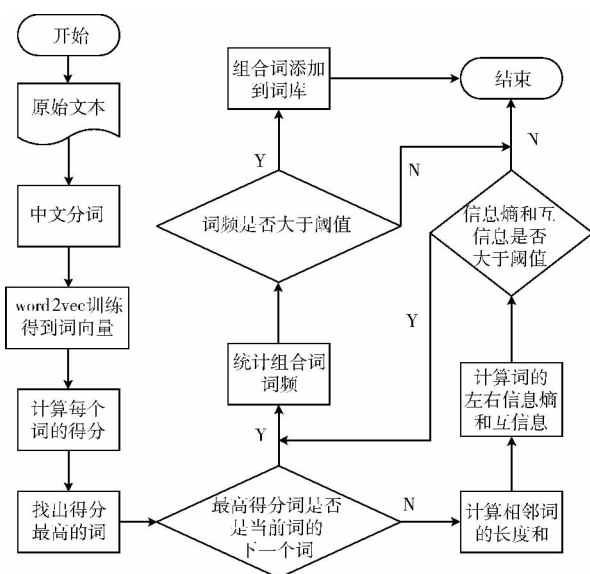 开始
原始文本
中文分词
word2vec训练
得到词向量
计算每个
词的得分
找出得分
最高的词
最高得分词是否
是当前词的
下一个词
Y
N
统计组合词
词频
词频是否大于阈值
Y
N
组合词添加
到词库
结束
计算相邻词
的长度和
计算词的
左右信息熵
和互信息
信息熵和互
信息是否
大于阈值
Y
N